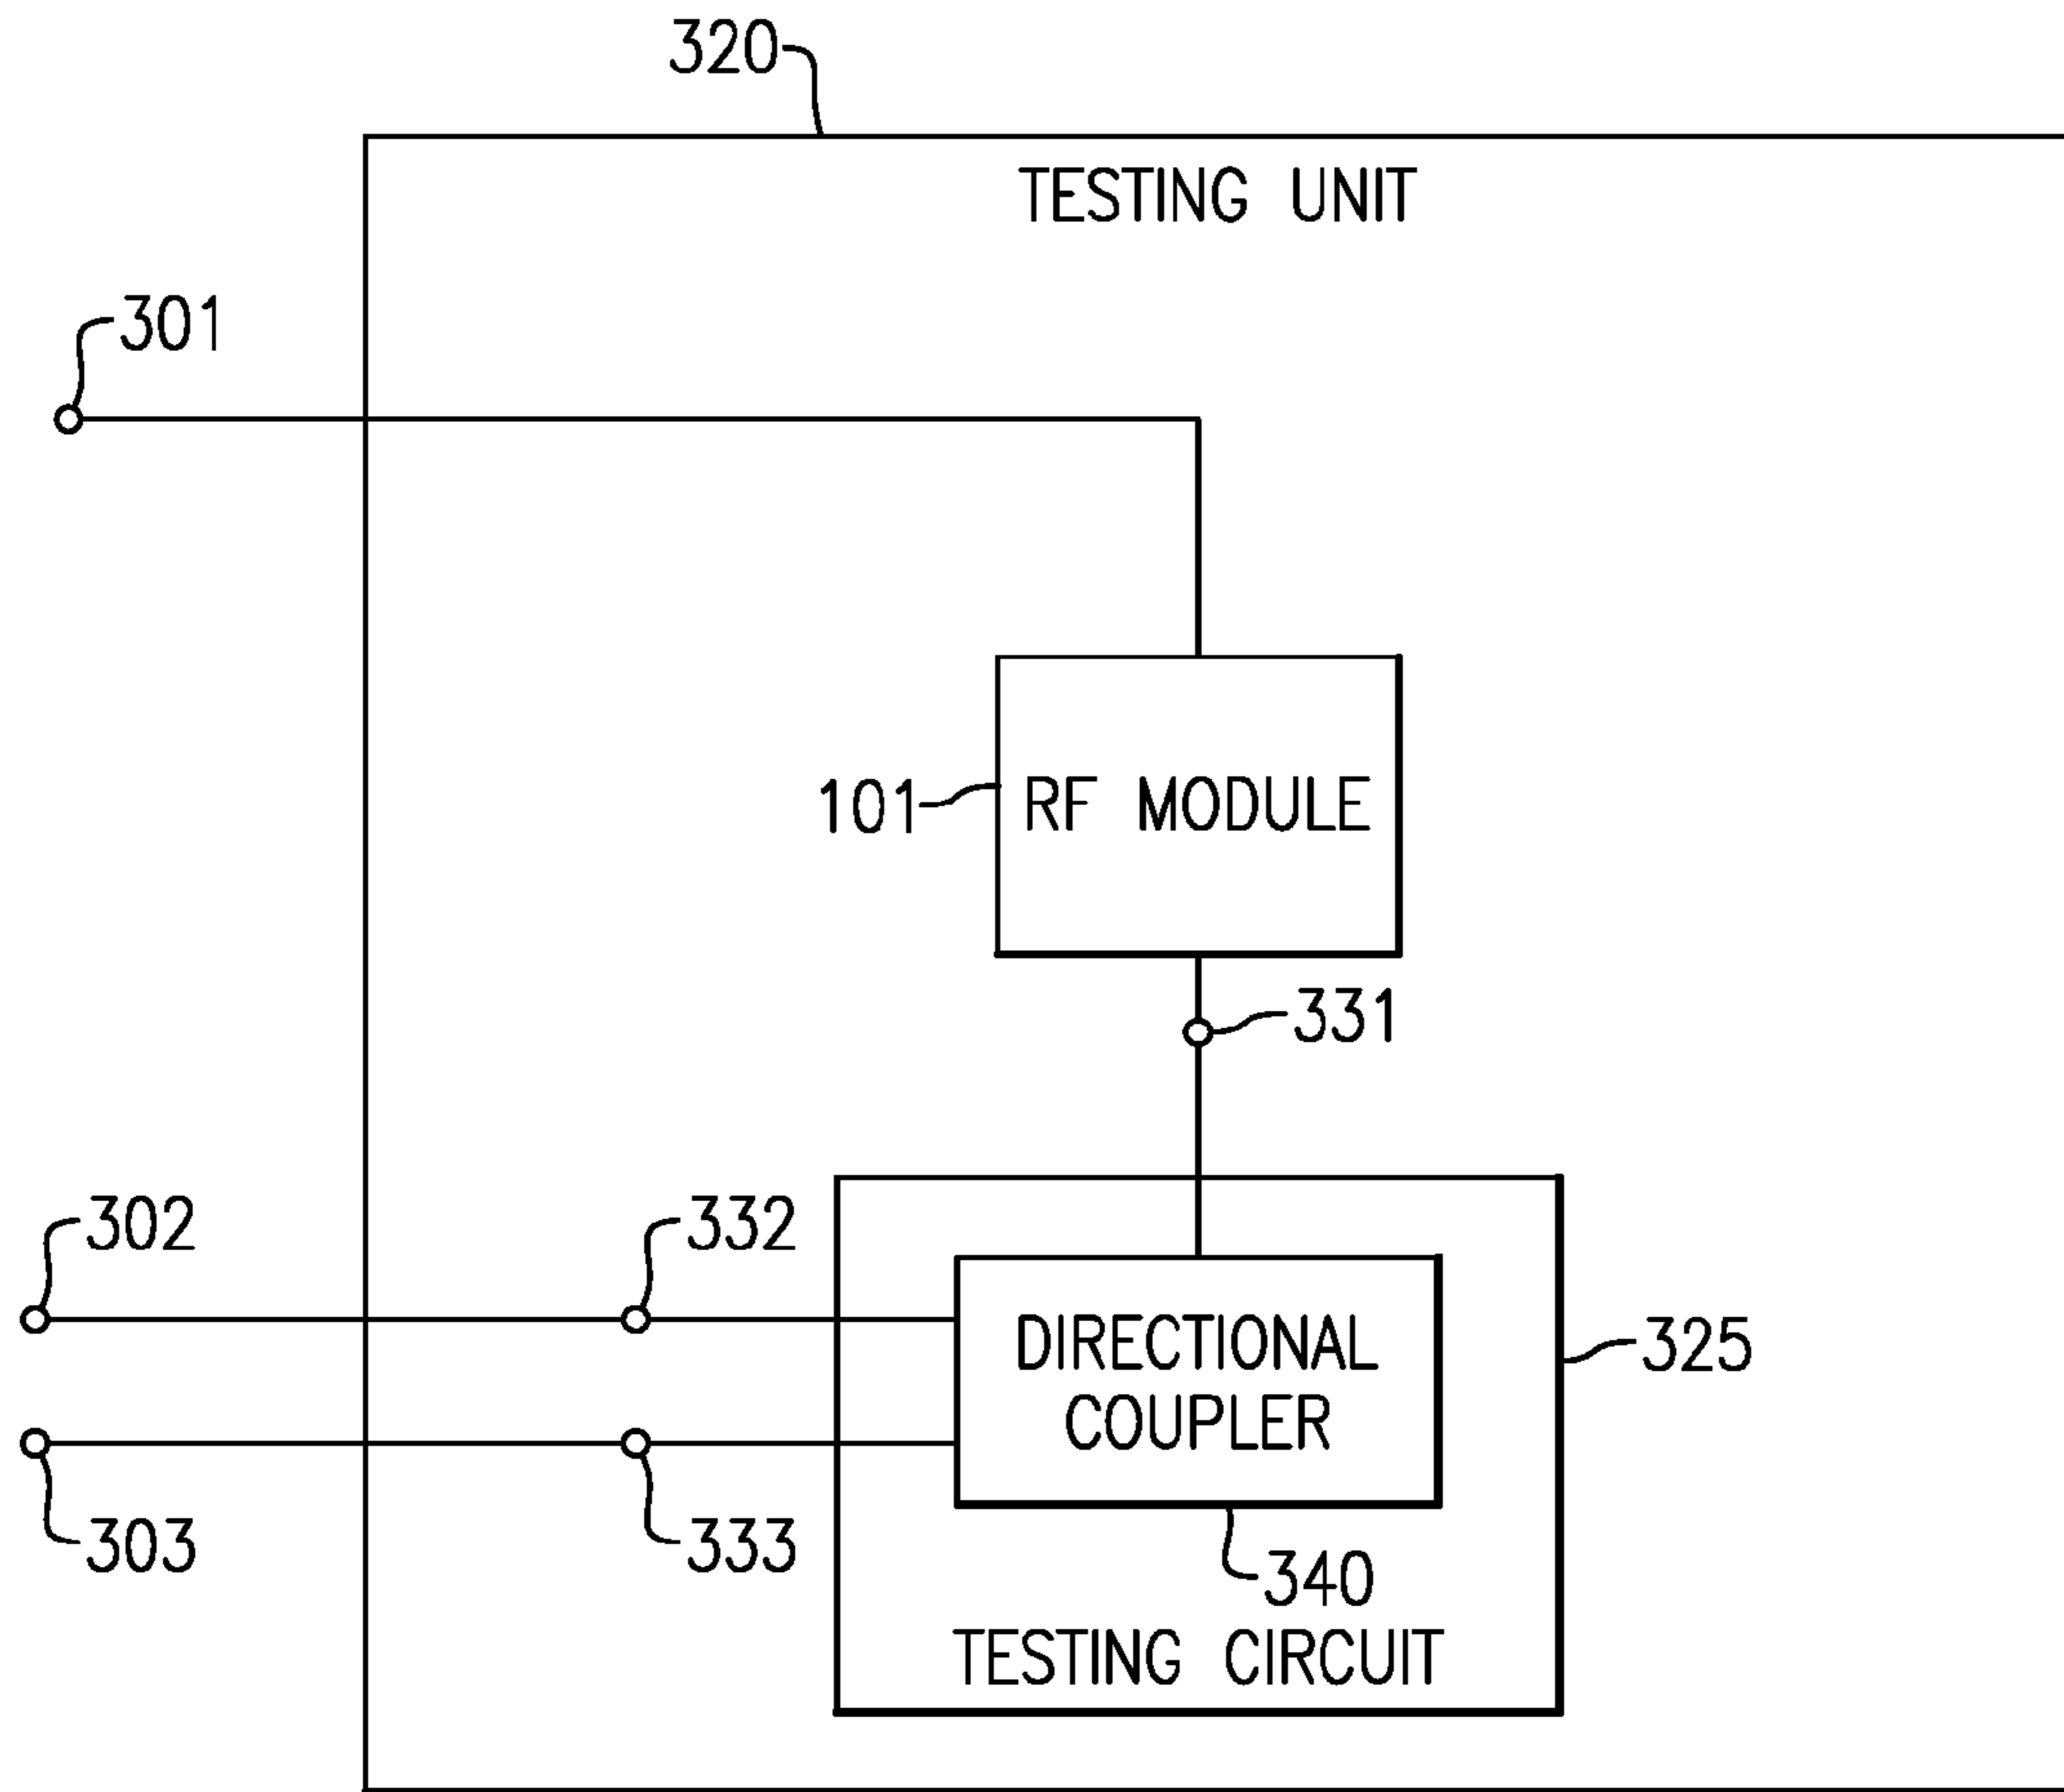 320
TESTING UNIT
301
101
RF MODULE
331
302
332
DIRECTIONAL
COUPLER
325
303
333
340
TESTING CIRCUIT